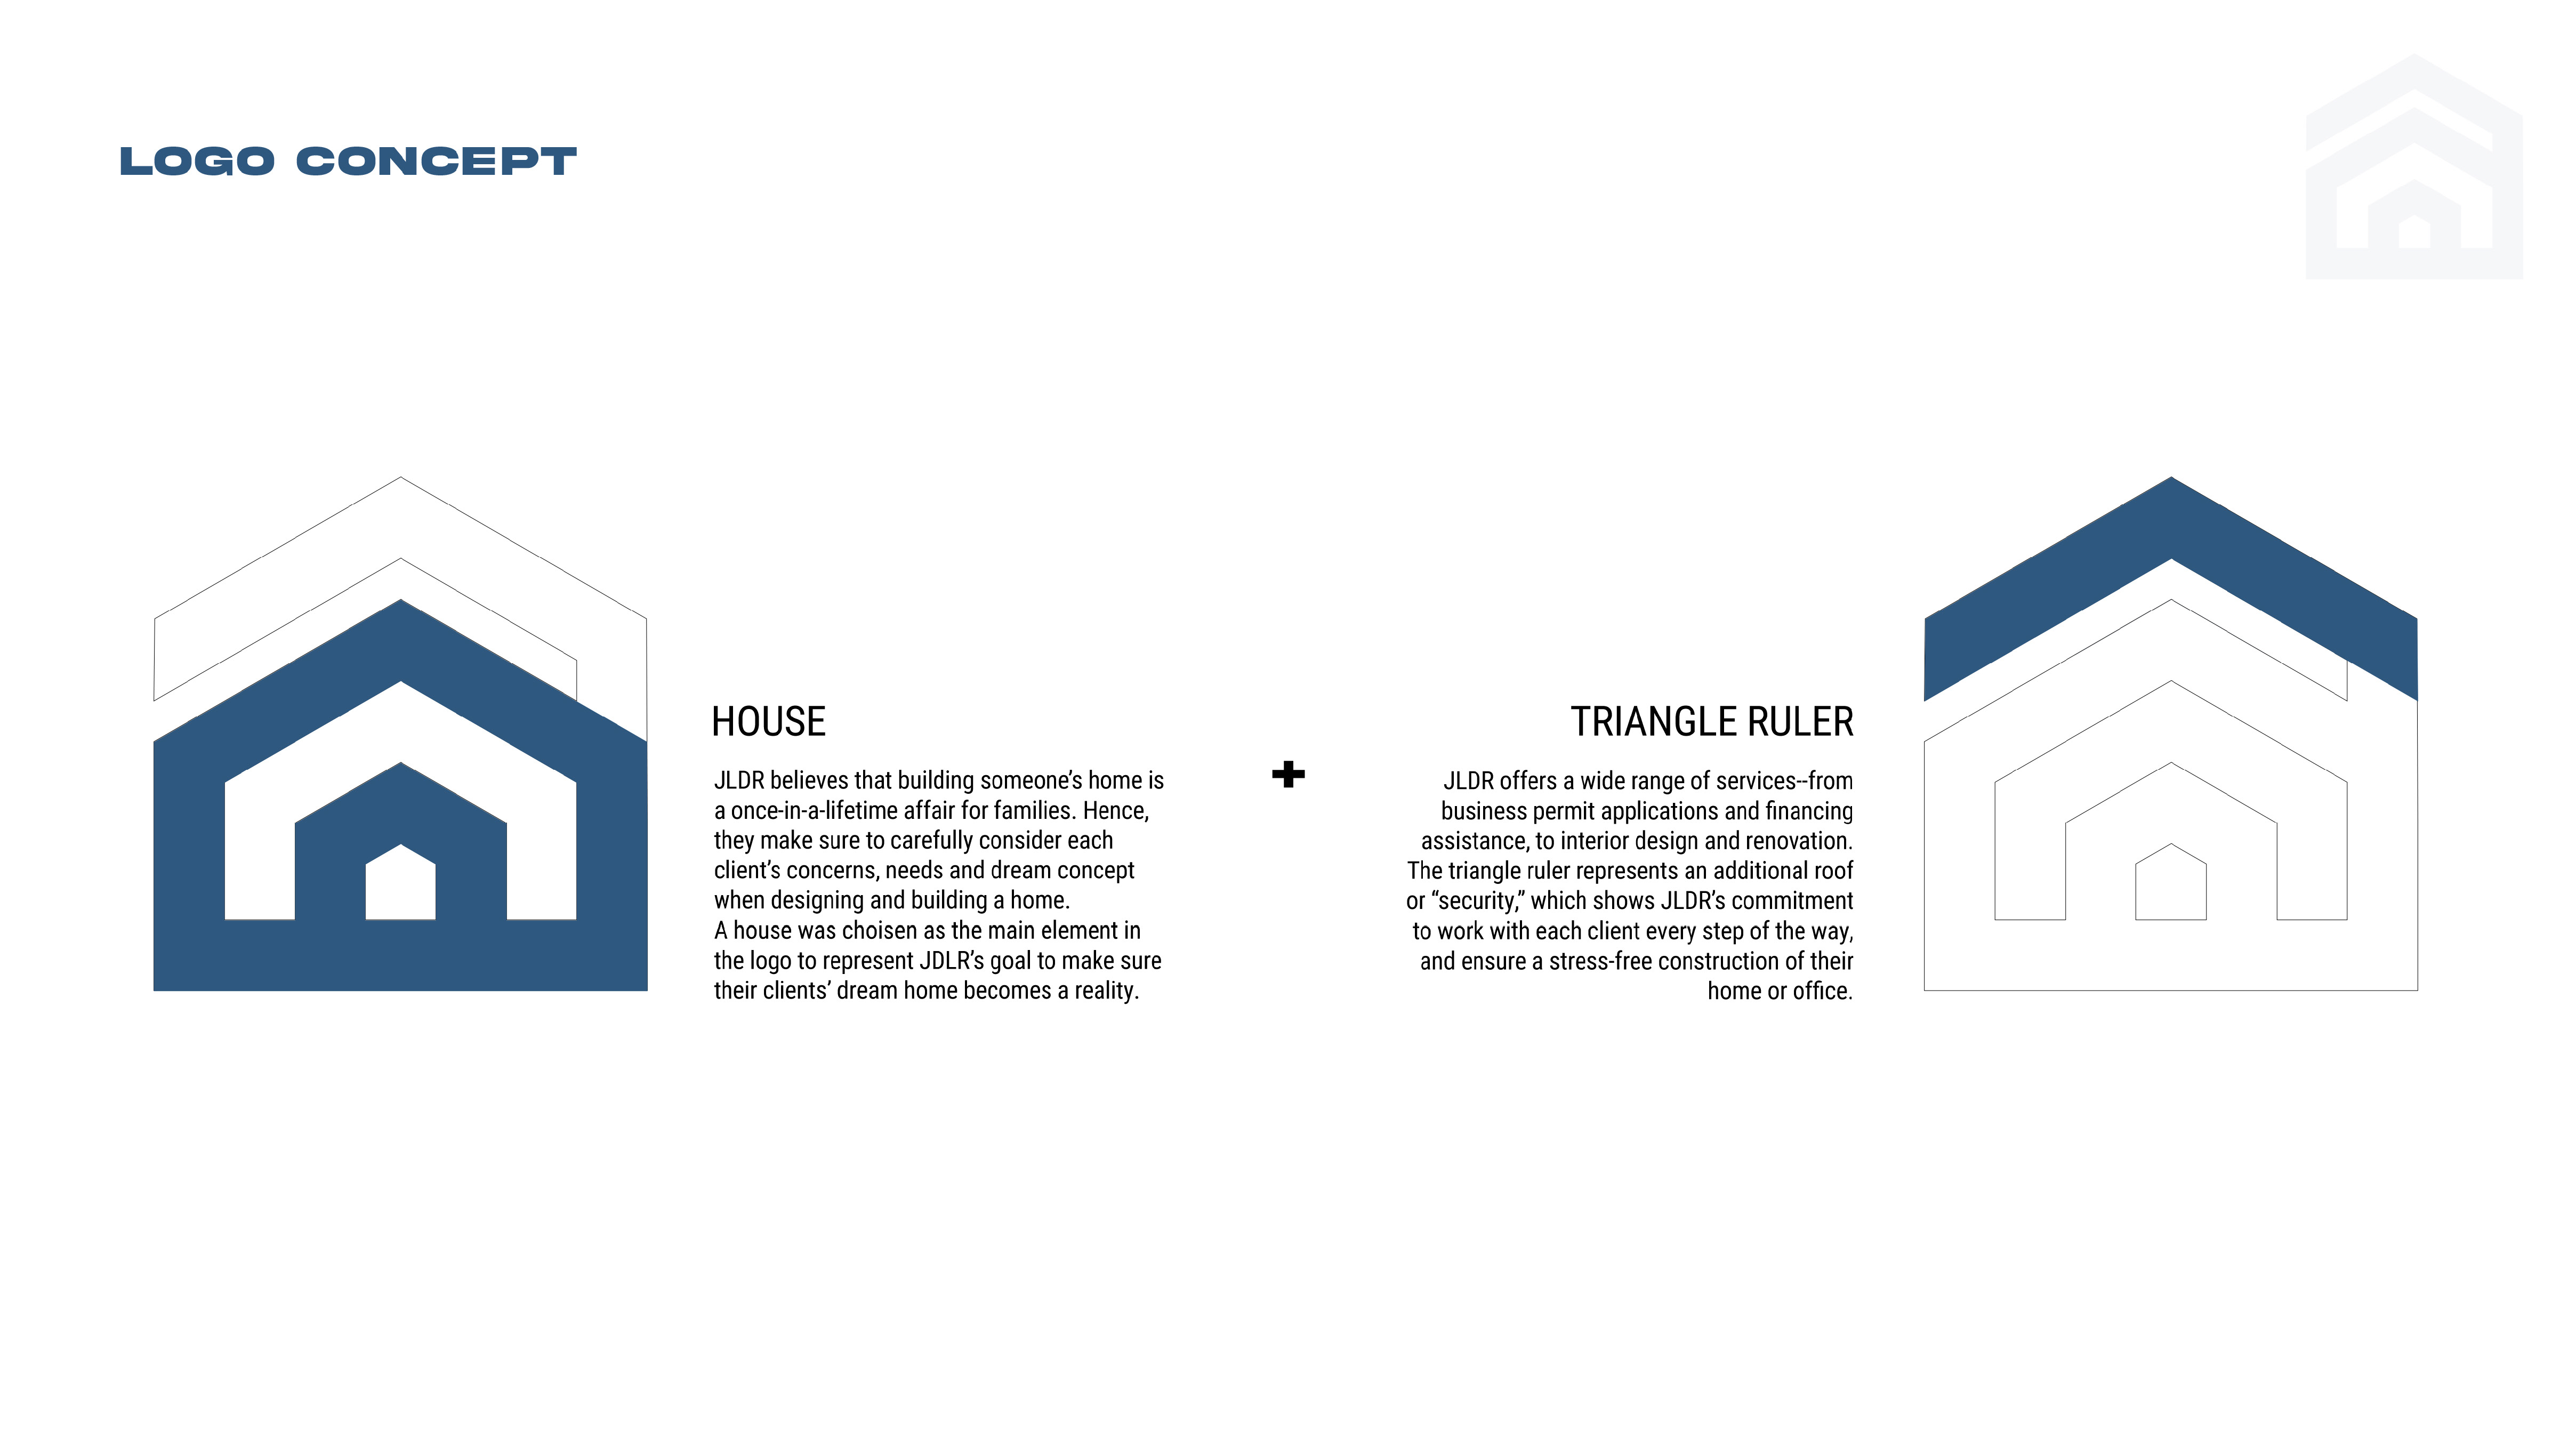 LOGO CONCEPT
HOUSE
JLDR believes that building someone’s home is
a once-in-a-lifetime affair for families. Hence,
they make sure to carefully consider each
client’s concerns, needs and dream concept
when designing and building a home.
A house was choisen as the main element in
the logo to represent JDLR’s goal to make sure
their clients’ dream home becomes a reality.
+
TRIANGLE RULER
JLDR offers a wide range of services--from
business permit applications and financing
assistance, to interior design and renovation.
The triangle ruler represents an additional roof
or “security,” which shows JLDR’s commitment
to work with each client every step of the way,
and ensure a stress-free construction of their
home or office.